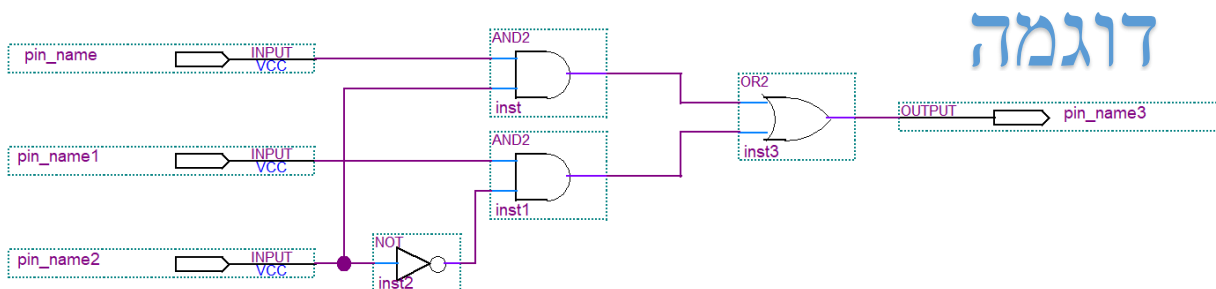 דוגמה
AND2
pin_name
INPUT
VCC
inst
OR2
OUTPUT
pin_name3
inst3
AND2
pin_name1
INPUT
VCC
inst1
NOT
pin_name2
INPUT
VCC
inst2